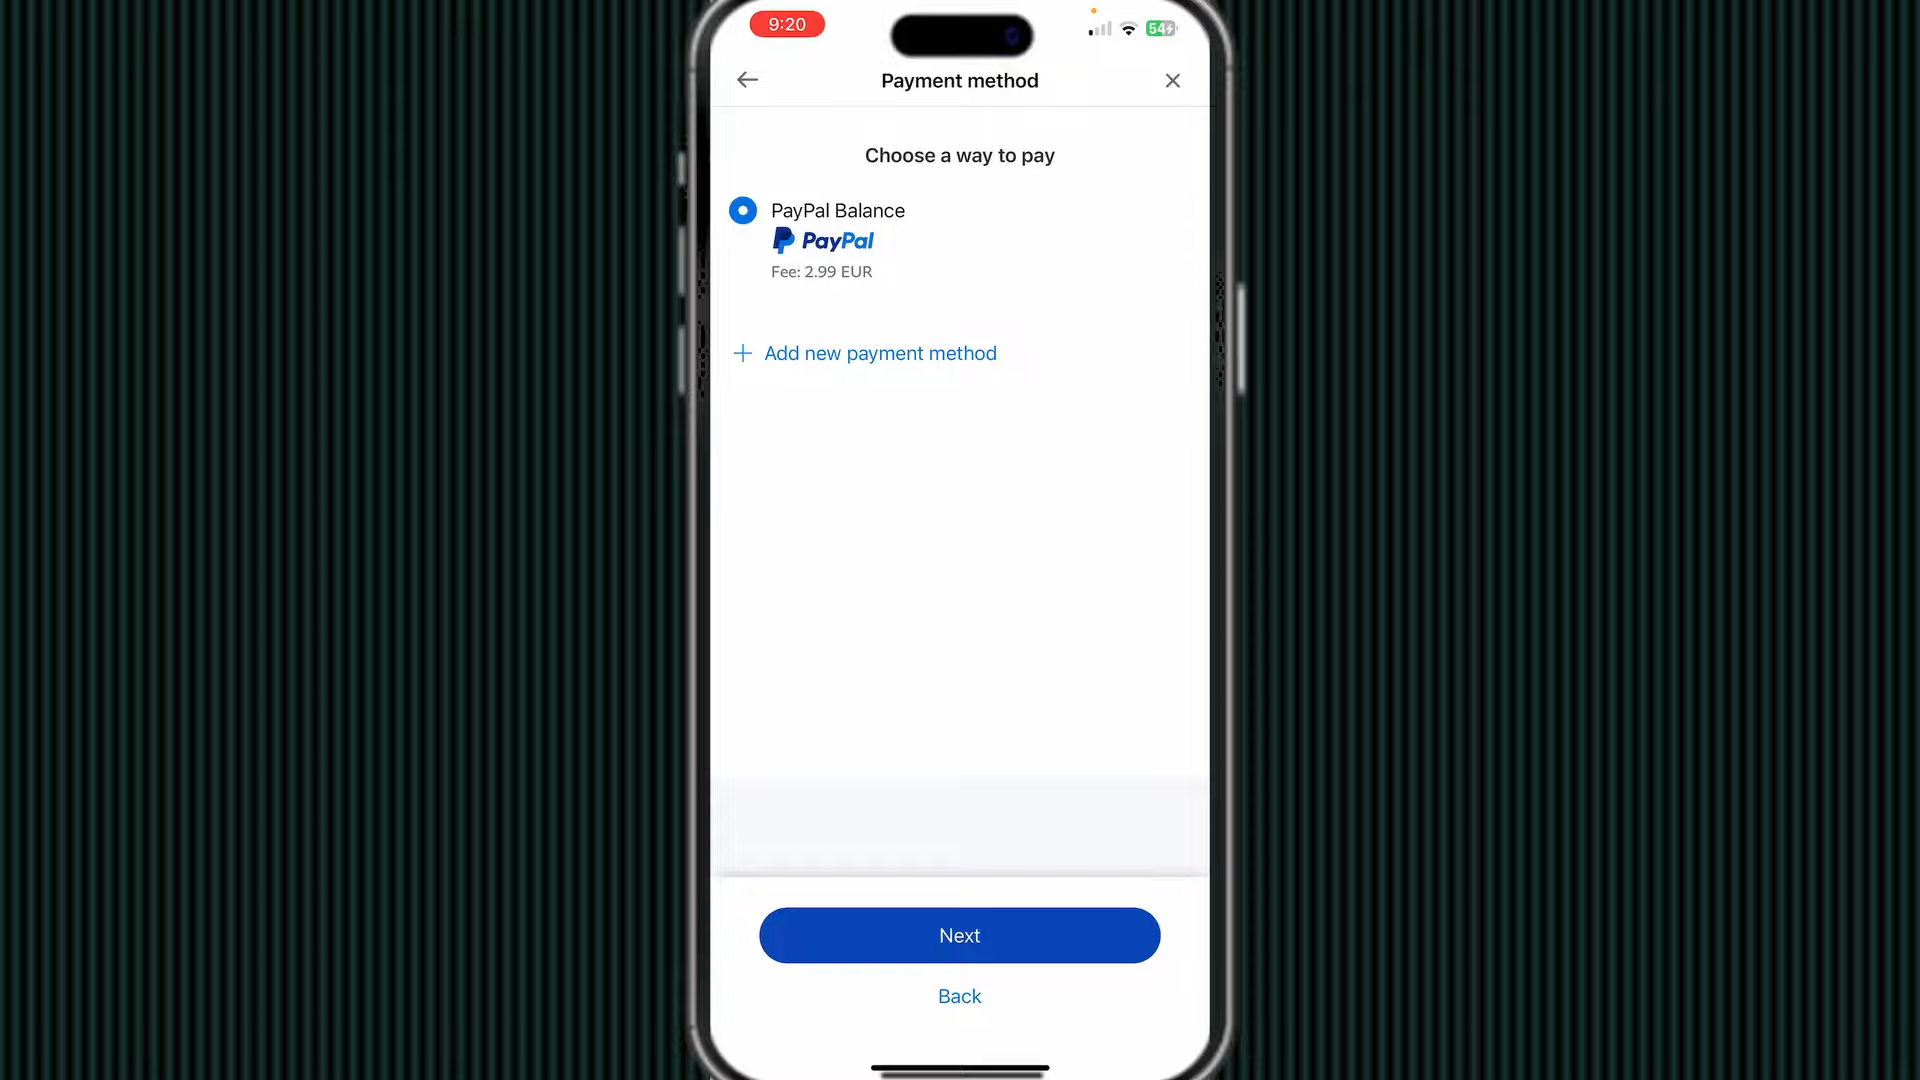 9:20
54
Payment method
Choose a way to pay
PayPal Balance
PayPal
Fee: 2.99 EUR
Add new payment method
Next
Back